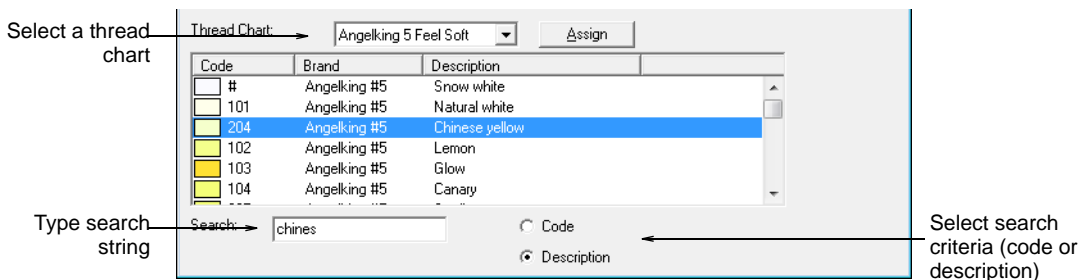 Select a thread
chart
Thread Chart: Angelking 5 Feel Soft Assign
Code Brand Description
# Angelking #5 Snow white
101 Angelking #5 Natural white
204 Angelking #5 Chinese yellow
102 Angelking #5 Lemon
103 Angelking #5 Glow
104 Angelking #5 Canary
Type search
string
Search: chines
Code
Description
Select search
criteria (code or
description)